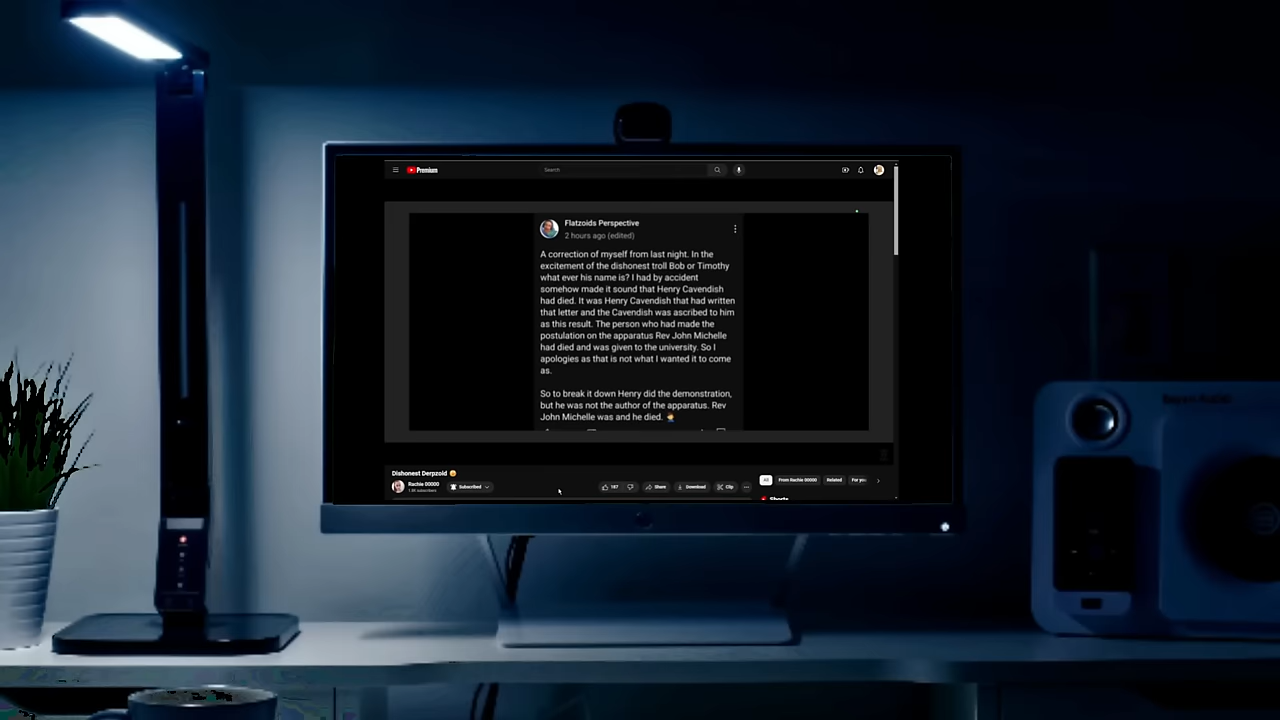 Premium
Search
Flatzoids Perspective
2 hours ago (edited)
A correction of myself from last night. In the
excitement of the dishonest troll Bob or Timothy
what ever his name is? I had by accident
somehow made it sound that Henry Cavendish
had died. It was Henry Cavendish that had written
that letter and the Cavendish was ascribed to him
as this result. The person who had made the
postulation on the apparatus Rev John Michelle
had died and was given to the university. So I
apologies as that is not what I wanted it to come
as.
So to break it down Henry did the demonstration,
but he was not the author of the apparatus. Rev
John Michelle was and he died.
Dishonest Derpzoid
Rachie 00000
Subscribed
187
Share
Download
Clip
All
From Rachie 00000
Related
For you
Shorts